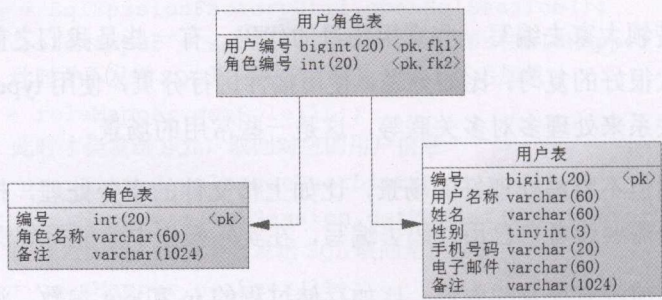 用户角色表
用户编号 bigint(20) <pk,fk1>
角色编号 int(20) <pk,fk2>
角色表
编号 int(20) <pk>
角色名称 varchar(60)
备注 varchar(1024)
用户表
编号 bigint(20) <pk>
用户名称 varchar(60)
姓名 varchar(60)
性别 tinyint(3)
手机号码 varchar(20)
电子邮件 varchar(60)
备注 varchar(1024)